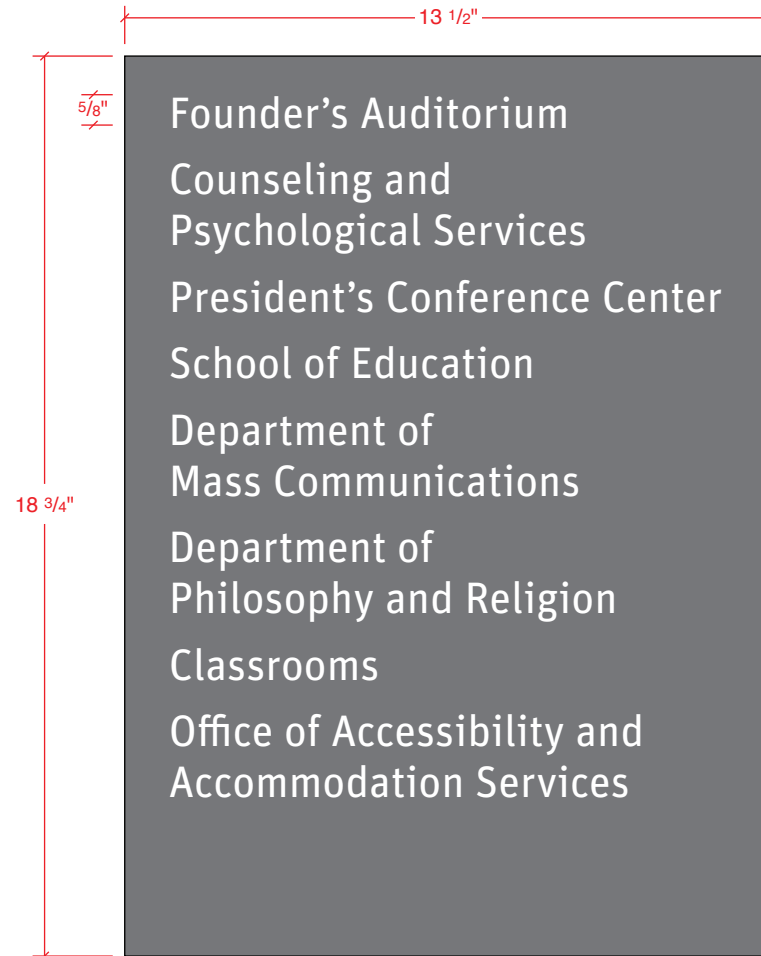 13 1/2"
5/8"
Founder’s Auditorium
Counseling and
Psychological Services
President’s Conference Center
School of Education
Department of
Mass Communications
18 3/4"
Department of
Philosophy and Religion
Classrooms
Office of Accessibility and
Accommodation Services